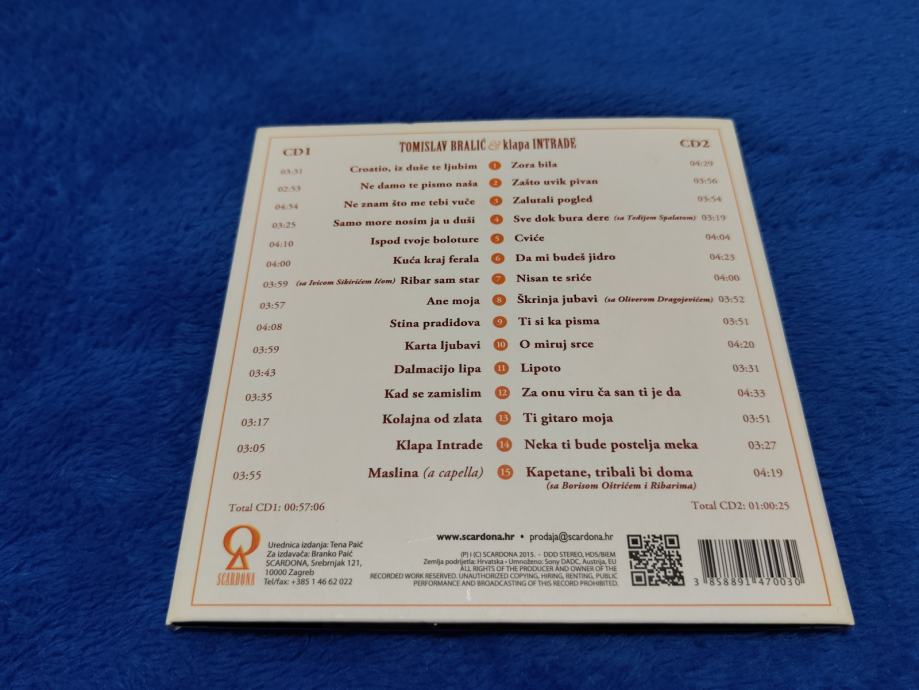 TOMISLAV BRALIĆ & klapa INTRADE
CD1 CD2
03:31 Croatio, iz duše te ljubim 1 Zora bila 04:29
02:53 Ne damo te pismo naša 2 Zašto uvik pivan 03:56
04:54 Ne znam što me tebi vuče 3 Zalutali pogled 03:54
03:25 Samo more nosim ja u duši 4 Sve dok bura dere (sa Tedijem Spalatom) 03:19
04:10 Ispod tvoje boloture 5 Cviće 04:04
04:00 Kuća kraj ferala 6 Da mi budeš jidro 04:23
03:59 (sa Ivicom Sikirićem Ićom) Ribar sam star 7 Nisan te sriće 04:00
03:57 Ane moja 8 Škrinja jubavi (sa Oliverom Dragojevićem) 03:52
04:08 Stina pradidova 9 Ti si ka pisma 03:51
03:59 Karta ljubavi 10 O miruj srce 04:20
03:43 Dalmacijo lipa 11 Lipoto 03:31
03:35 Kad se zamislim 12 Za onu viru ča san ti je da 04:33
03:17 Kolajna od zlata 13 Ti gitaro moja 03:51
03:05 Klapa Intrade 14 Neka ti bude postelja meka 03:27
03:55 Maslina (a capella) 15 Kapetane, tribali bi doma 04:19
(sa Borisom Oštrićem i Ribarima)
Total CD1: 00:57:06 Total CD2: 01:00:25
SCARDONA
Urednica izdanja: Tena Paić
Za izdavača: Branko Paić
SCARDONA, Srebrnjak 121,
10000 Zagreb
Tel/fax: +385 1 46 62 022
www.scardona.hr • prodaja@scardona.hr
(P) i (C) SCARDONA 2015. - DDD STEREO, HDS/BIEM
Zemlja podrijetla: Hrvatska • Umnoženo: Sony DADC, Austrija, EU
ALL RIGHTS OF THE PRODUCER AND OWNER OF THE
RECORDED WORK RESERVED. UNAUTHORIZED COPYING, HIRING, RENTING, PUBLIC
PERFORMANCE AND BROADCASTING OF THIS RECORD PROHIBITED.
3 858891 470030